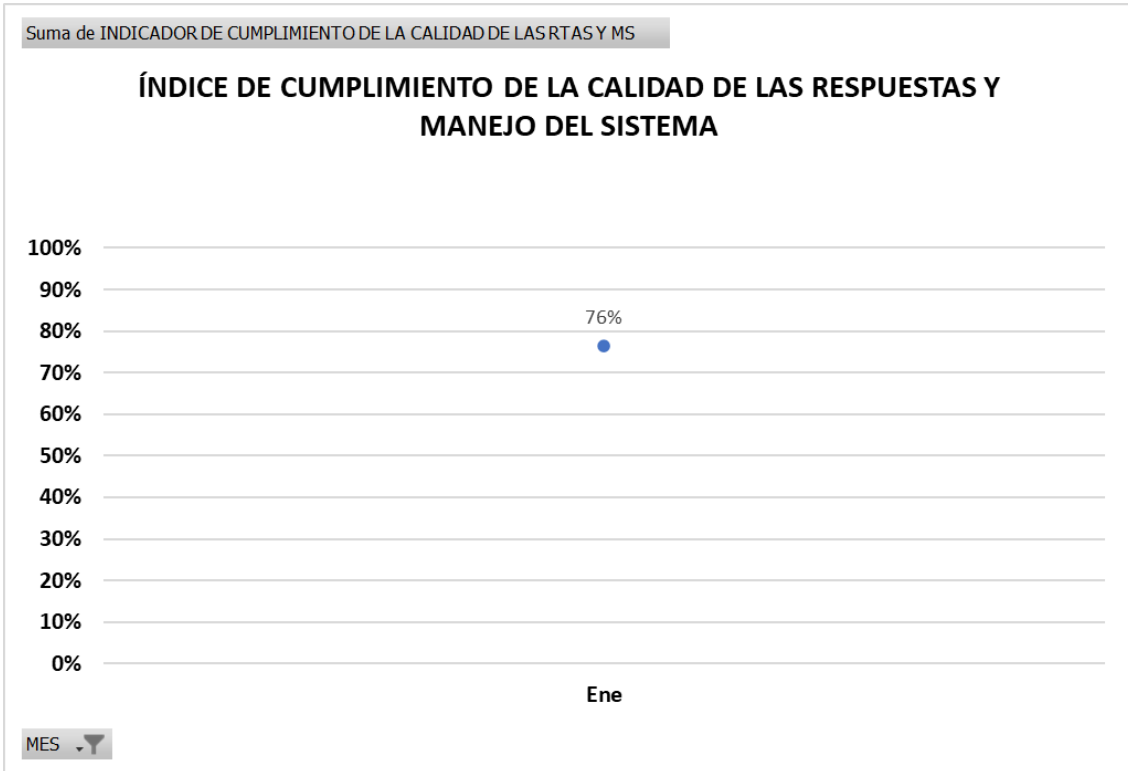 Suma de INDICADOR DE CUMPLIMIENTO DE LA CALIDAD DE LAS RTAS Y MS
ÍNDICE DE CUMPLIMIENTO DE LA CALIDAD DE LAS RESPUESTAS Y
MANEJO DEL SISTEMA
100%
90%
76%
80%
70%
60%
50%
40%
30%
20%
10%
0%
Ene
MES